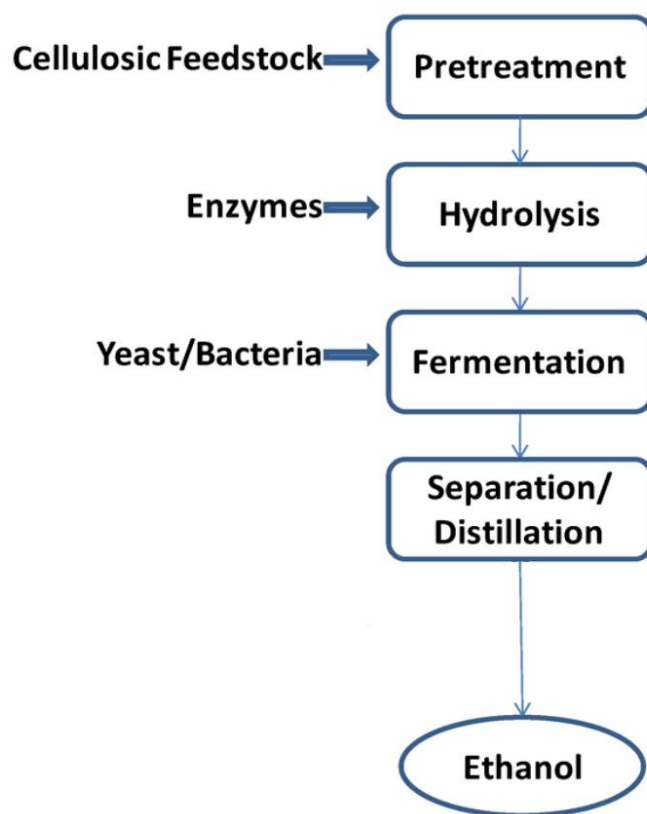 Cellulosic Feedstock
Pretreatment
Enzymes
Hydrolysis
Yeast/Bacteria
Fermentation
Separation/
Distillation
Ethanol